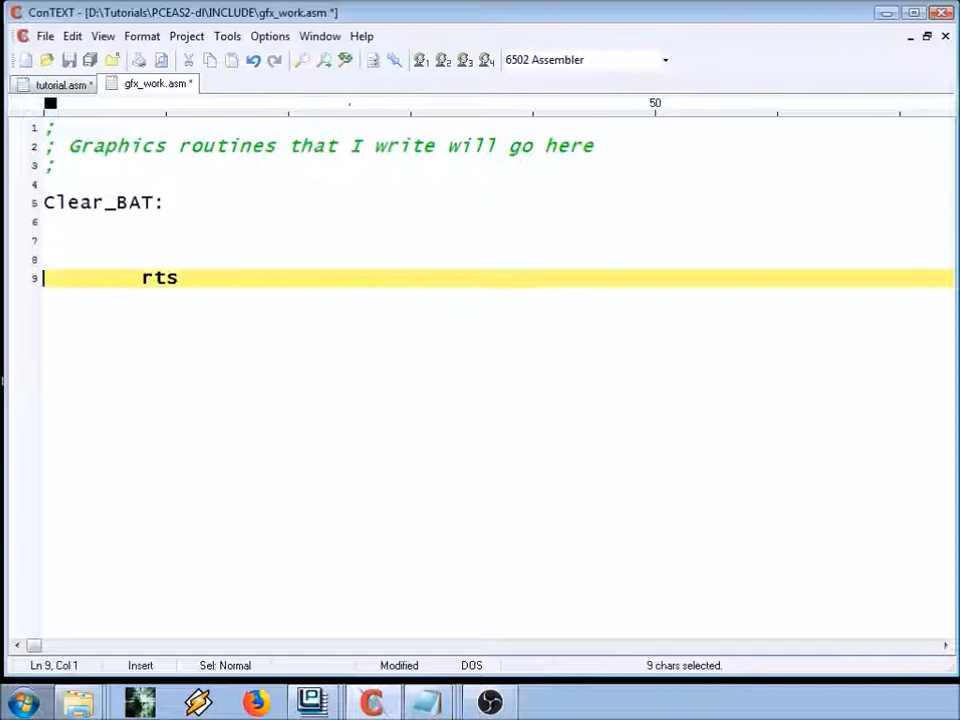 ConTEXT - [D:\Tutorials\PCEAS2-dl\INCLUDE\gfx_work.asm *]
File Edit View Format Project Tools Options Window Help
6502 Assembler
tutorial.asm * gfx_work.asm *
50
1 ;
2 ; Graphics routines that I write will go here
3 ;
4
5 Clear_BAT:
6
7
8
9 rts
Ln 9, Col 1 Insert Sel: Normal Modified DOS 9 chars selected.